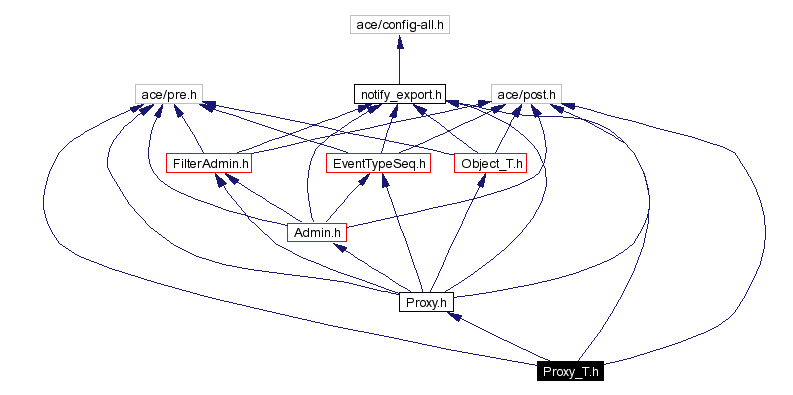 ace/config-all.h
ace/pre.h
notify_export.h
ace/post.h
FilterAdmin.h
EventTypeSeq.h
Object_T.h
Admin.h
Proxy.h
Proxy_T.h